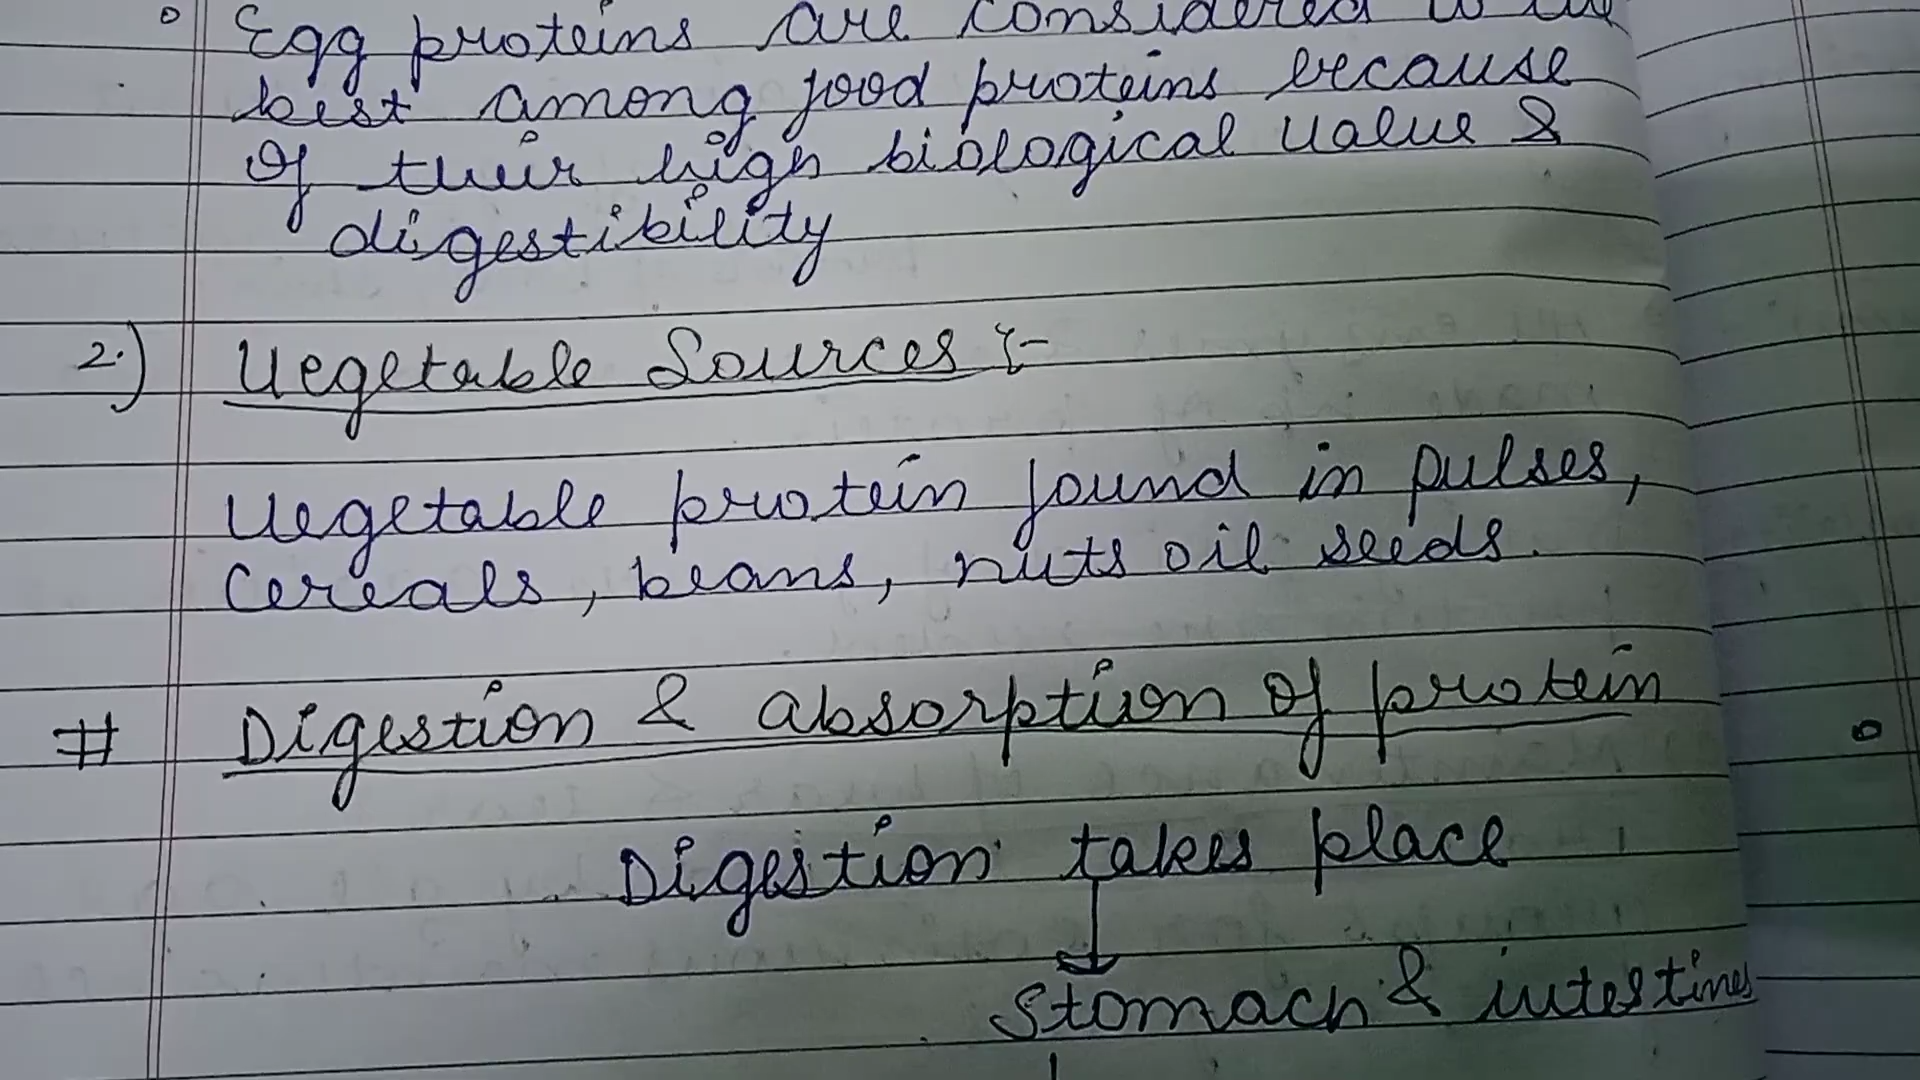 Egg proteins are considered to be
best among food proteins because
of their high biological value &
digestibility
2.) Vegetable Sources :-
Vegetable protein found in pulses,
cereals, beans, nuts oil seeds.
# Digestion & absorption of protein
Digestion takes place
Stomach & intestines